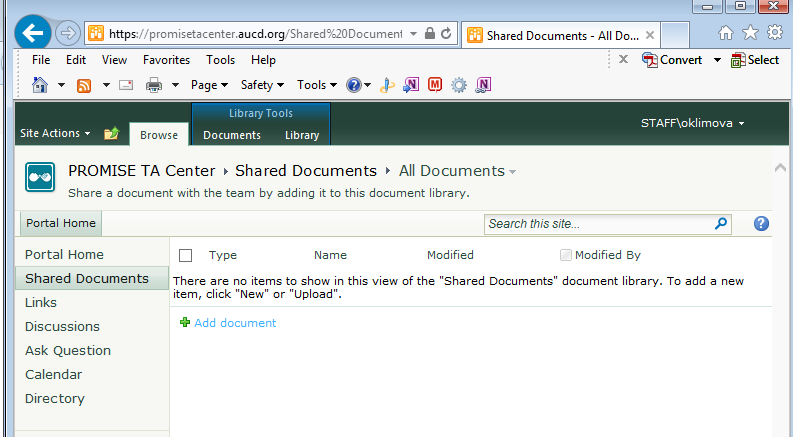 https://promisetacenter.aucd.org/Shared%20Document
Shared Documents - All Do...
File Edit View Favorites Tools Help
x Convert Select
Page Safety Tools
Library Tools
Site Actions Browse Documents Library STAFF\oklimova
PROMISE TA Center Shared Documents All Documents
Share a document with the team by adding it to this document library.
Portal Home Search this site...
Portal Home
Shared Documents
Links
Discussions
Ask Question
Calendar
Directory
Type Name Modified Modified By
There are no items to show in this view of the "Shared Documents" document library. To add a new
item, click "New" or "Upload".
Add document